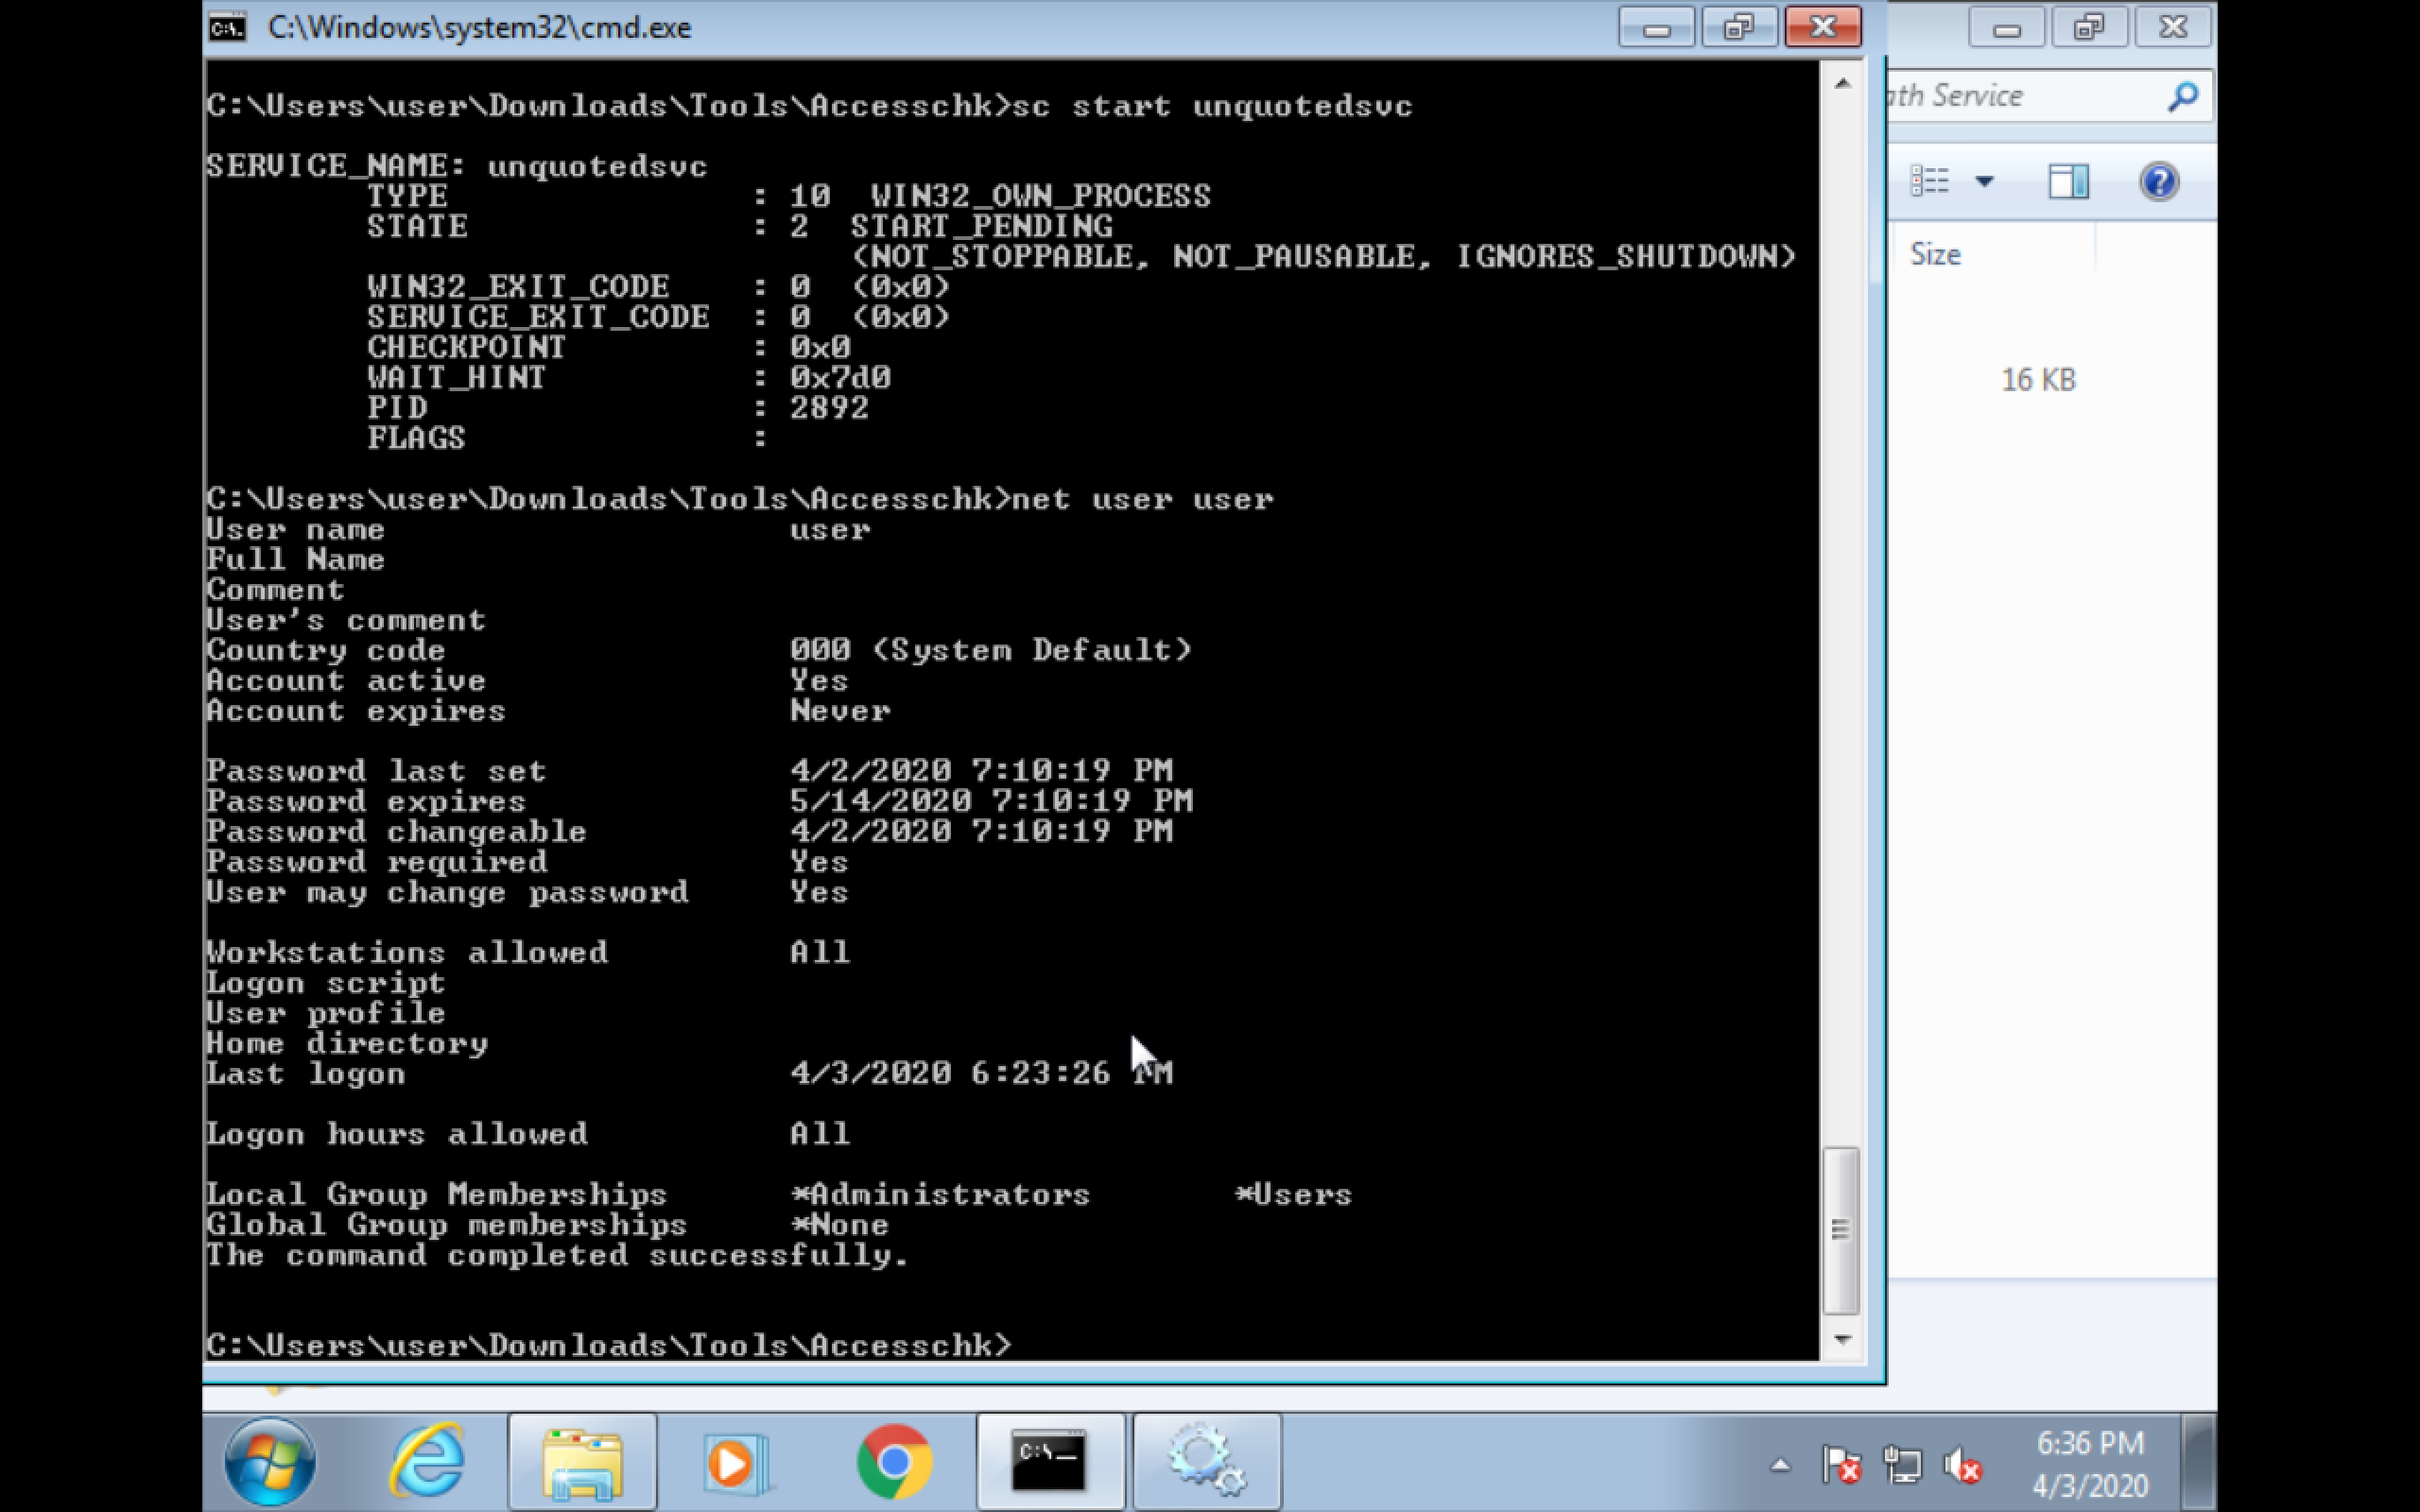 C:\Windows\system32\cmd.exe
ath Service
Size
16 KB
C:\Users\user\Downloads\Tools\Accesschk>sc start unquotedsvc
SERVICE_NAME: unquotedsvc
TYPE : 10 WIN32_OWN_PROCESS
STATE : 2 START_PENDING
(NOT_STOPPABLE, NOT_PAUSABLE, IGNORES_SHUTDOWN)
WIN32_EXIT_CODE : 0 (0x0)
SERVICE_EXIT_CODE : 0 (0x0)
CHECKPOINT : 0x0
WAIT_HINT : 0x7d0
PID : 2892
FLAGS :
C:\Users\user\Downloads\Tools\Accesschk>net user user
User name user
Full Name
Comment
User's comment
Country code 000 (System Default)
Account active Yes
Account expires Never
Password last set 4/2/2020 7:10:19 PM
Password expires 5/14/2020 7:10:19 PM
Password changeable 4/2/2020 7:10:19 PM
Password required Yes
User may change password Yes
Workstations allowed All
Logon script
User profile
Home directory
Last logon 4/3/2020 6:23:26 PM
Logon hours allowed All
Local Group Memberships *Administrators *Users
Global Group memberships *None
The command completed successfully.
C:\Users\user\Downloads\Tools\Accesschk>
C:\_
6:36 PM
4/3/2020